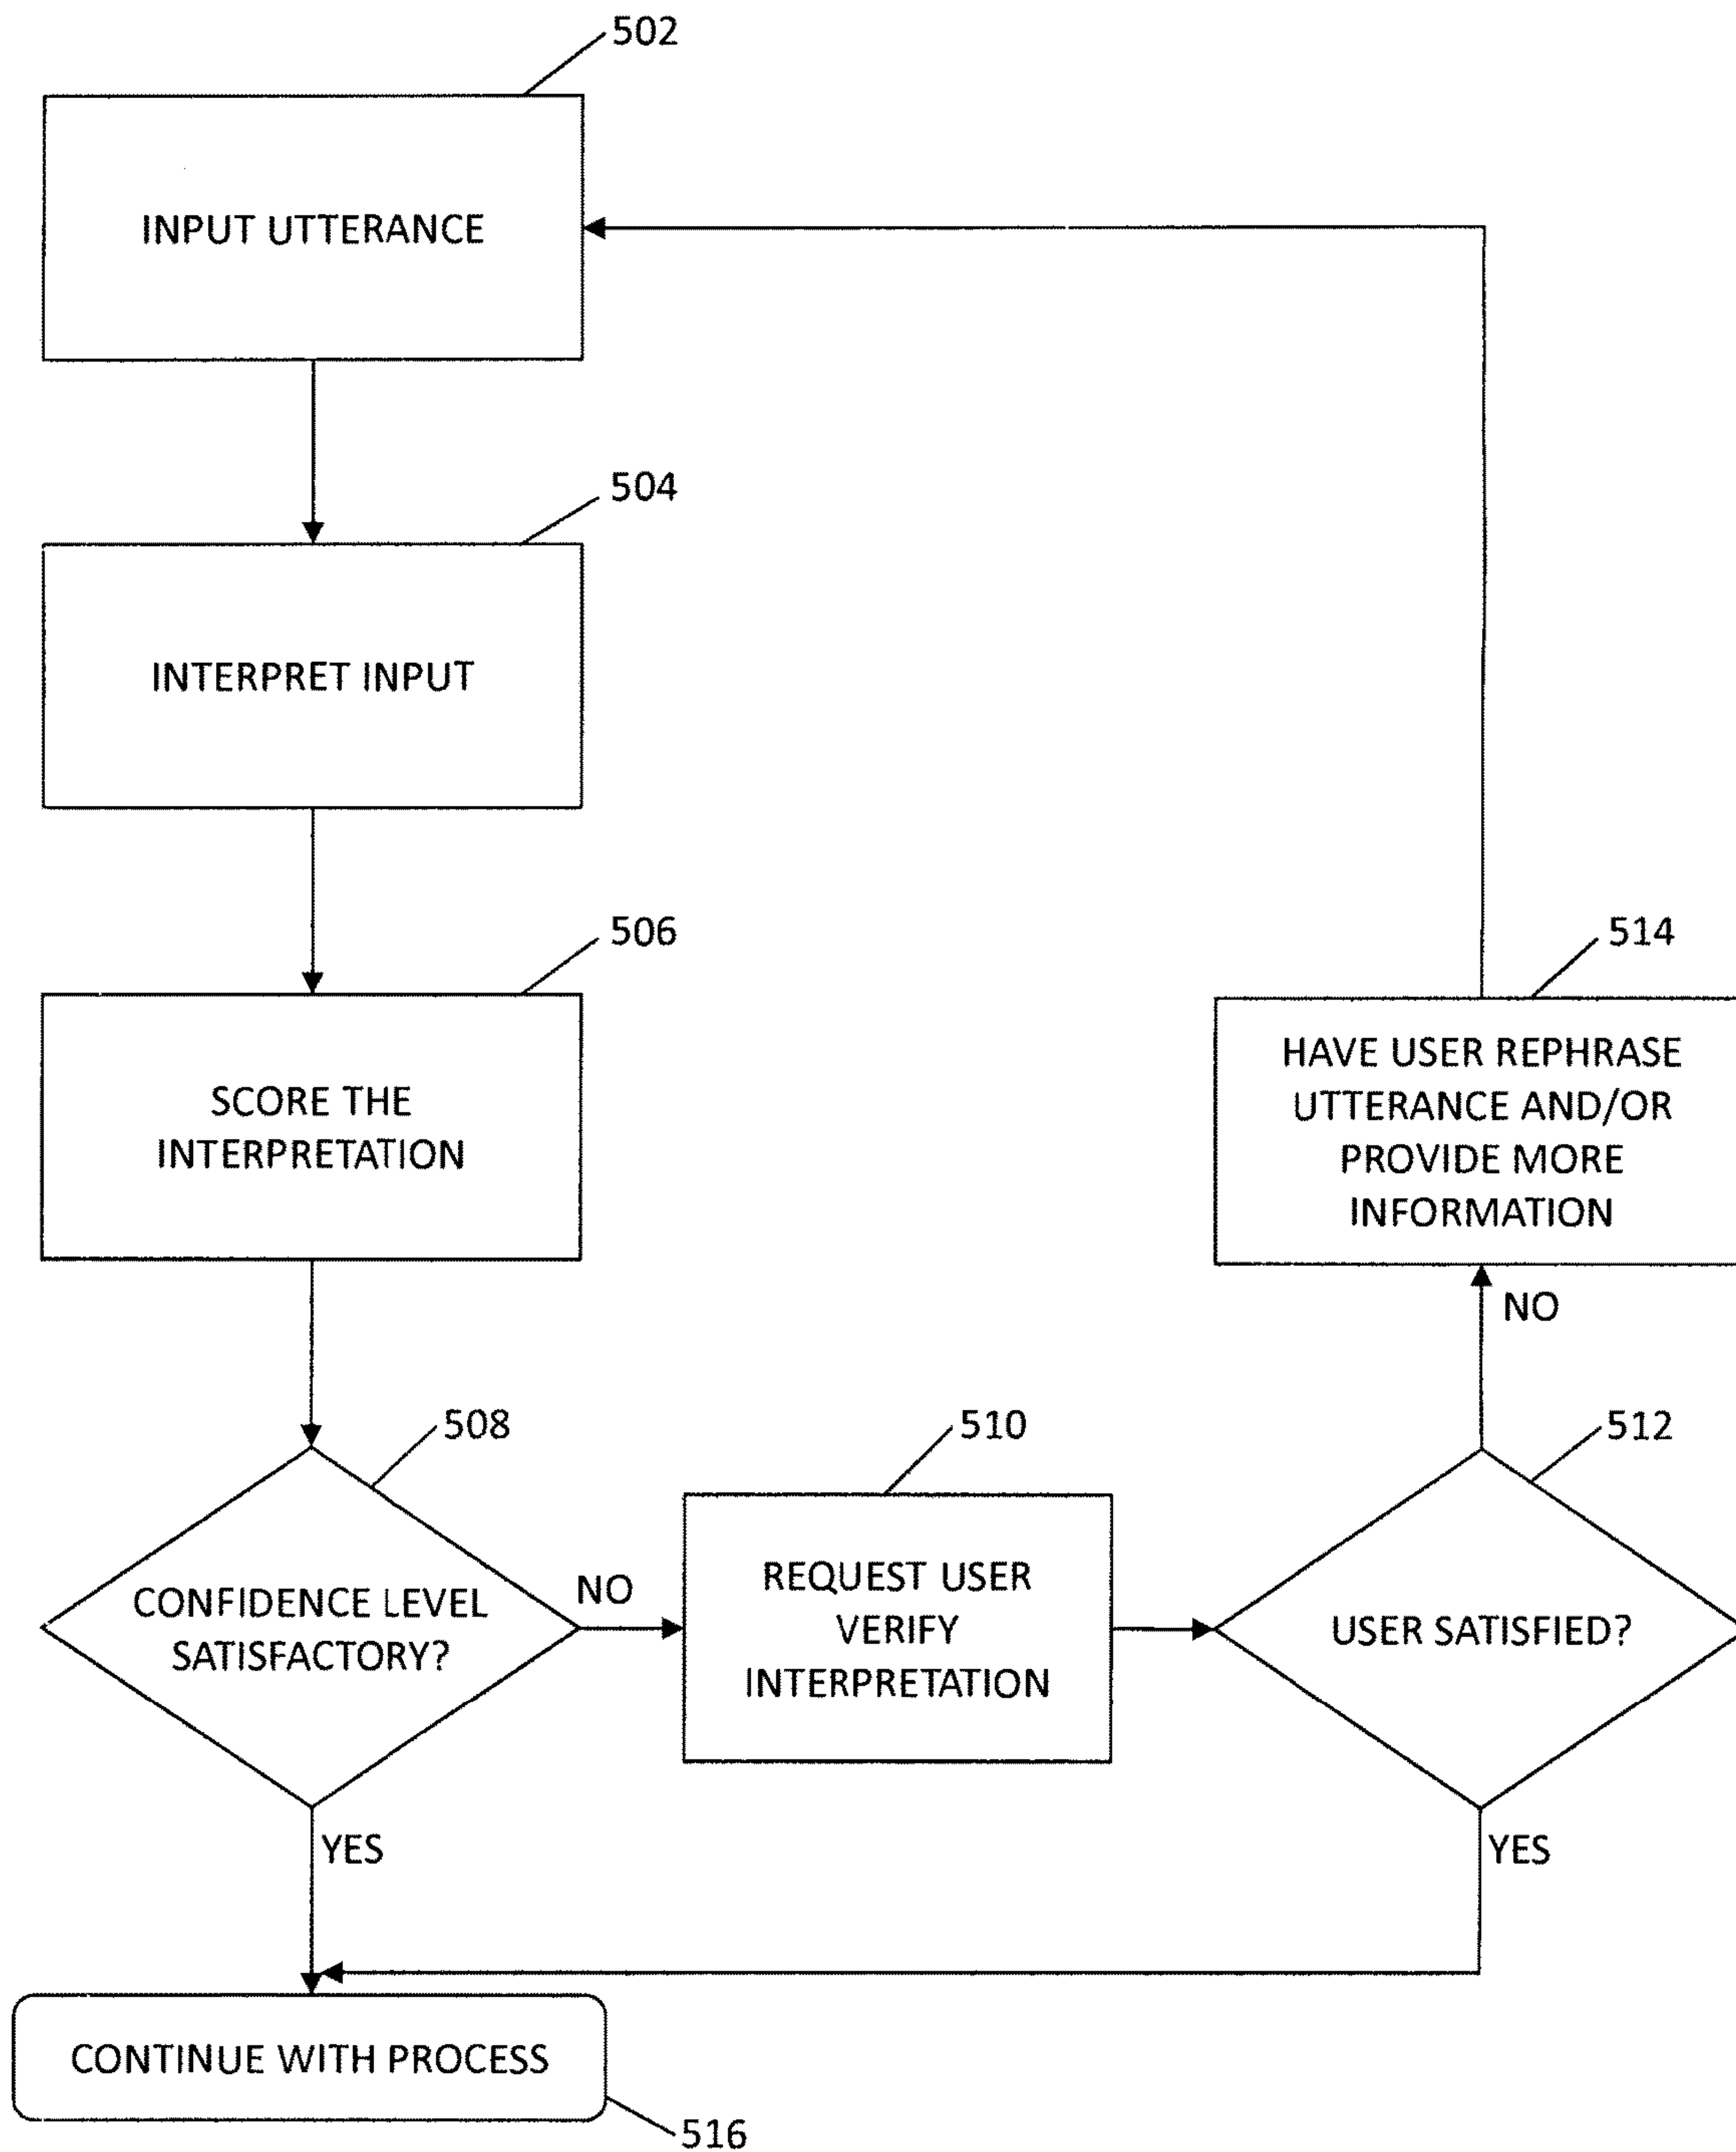 502
INPUT UTTERANCE
504
INTERPRET INPUT
506
SCORE THE
INTERPRETATION
514
HAVE USER REPHRASE
UTTERANCE AND/OR
PROVIDE MORE
INFORMATION
NO
508
CONFIDENCE LEVEL
SATISFACTORY?
NO
510
REQUEST USER
VERIFY
INTERPRETATION
512
USER SATISFIED?
YES
YES
CONTINUE WITH PROCESS
516